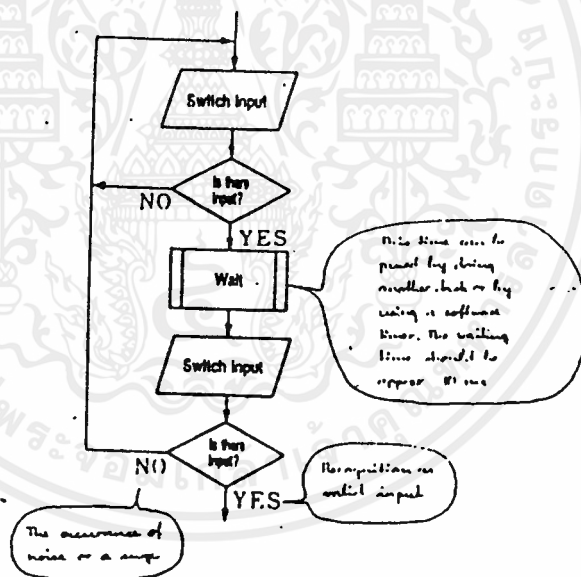 Switch Input
Is there
Input?
NO
YES
Wait
This time can be
passed by doing
another task or by
using a software
timer. The waiting
time should be
approx 10 ms
Switch Input
Is there
Input?
NO
YES
Recognition as
valid input
The occurance of
noise or a surge